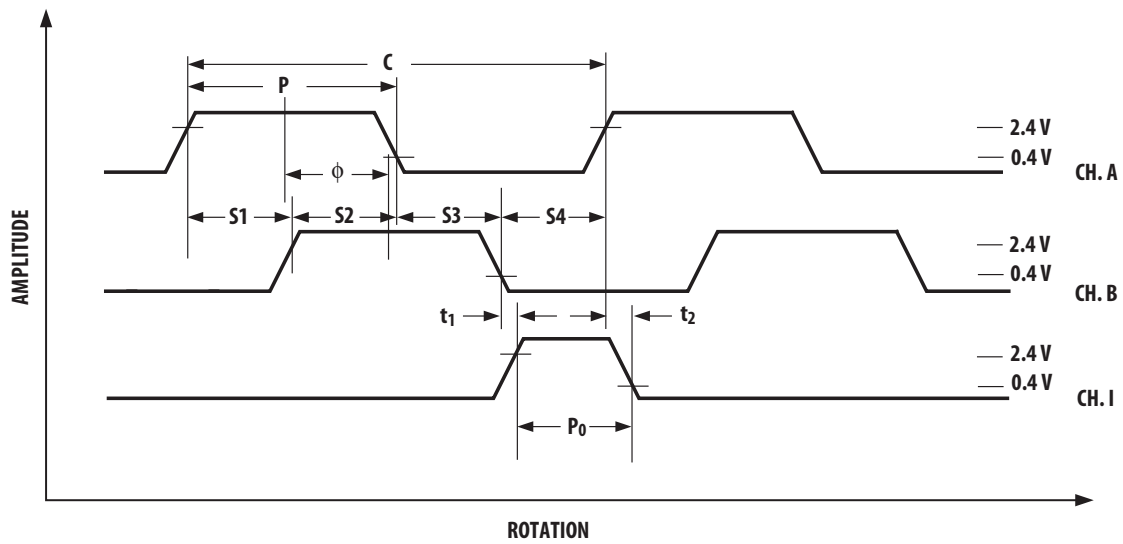 C
P
2.4 V
0.4 V
CH. A
ϕ
S1
S2
S3
S4
2.4 V
0.4 V
CH. B
t1
t2
2.4 V
0.4 V
CH. I
P0
AMPLITUDE
ROTATION